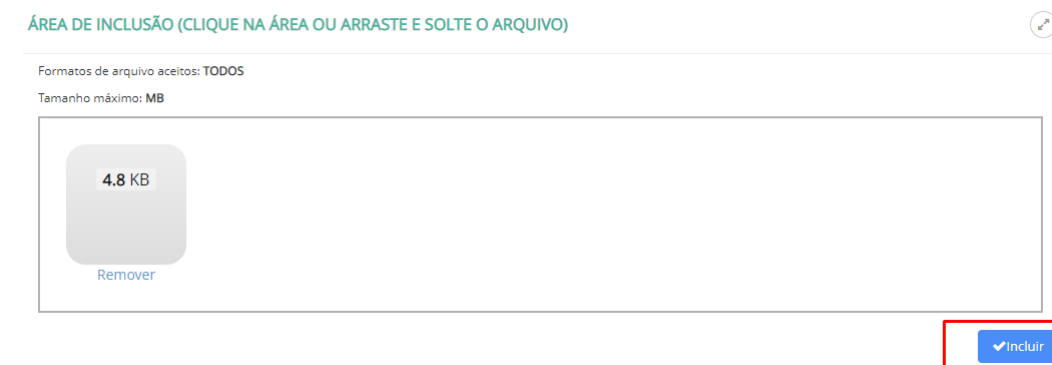 ÁREA DE INCLUSÃO (CLIQUE NA ÁREA OU ARRASTE E SOLTE O ARQUIVO)
Formatos de arquivo aceitos: TODOS
Tamanho máximo: MB
4.8 KB
Remover
Incluir